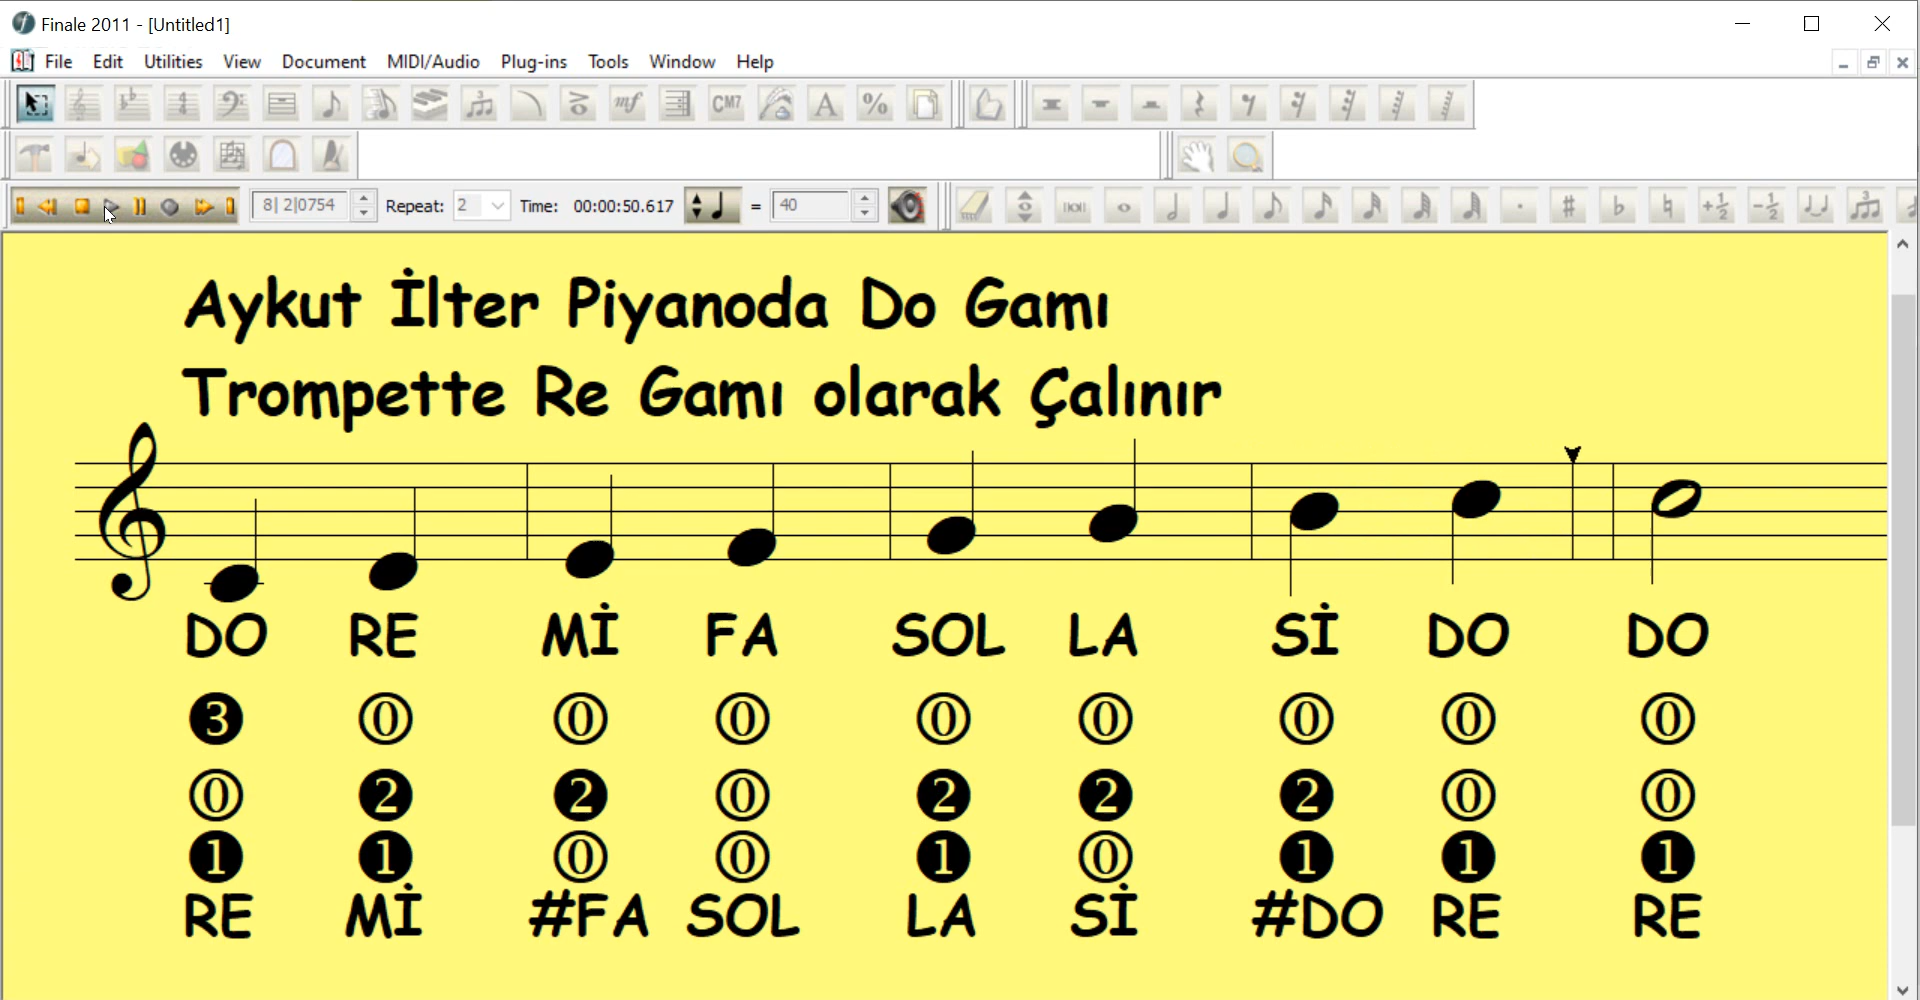 Finale 2011 - [Untitled1]
File Edit Utilities View Document MIDI/Audio Plug-ins Tools Window Help
mf CM7 A %
8| 2|0754 Repeat: 2 Time: 00:00:50.617 = 40
Aykut İlter Piyanoda Do Gamı
Trompette Re Gamı olarak Çalınır
DO RE Mİ FA SOL LA Sİ DO DO
3 0 0 0 0 0 0 0 0
0 2 2 0 2 2 2 0 0
1 1 0 0 1 0 1 1 1
RE Mİ #FA SOL LA Sİ #DO RE RE